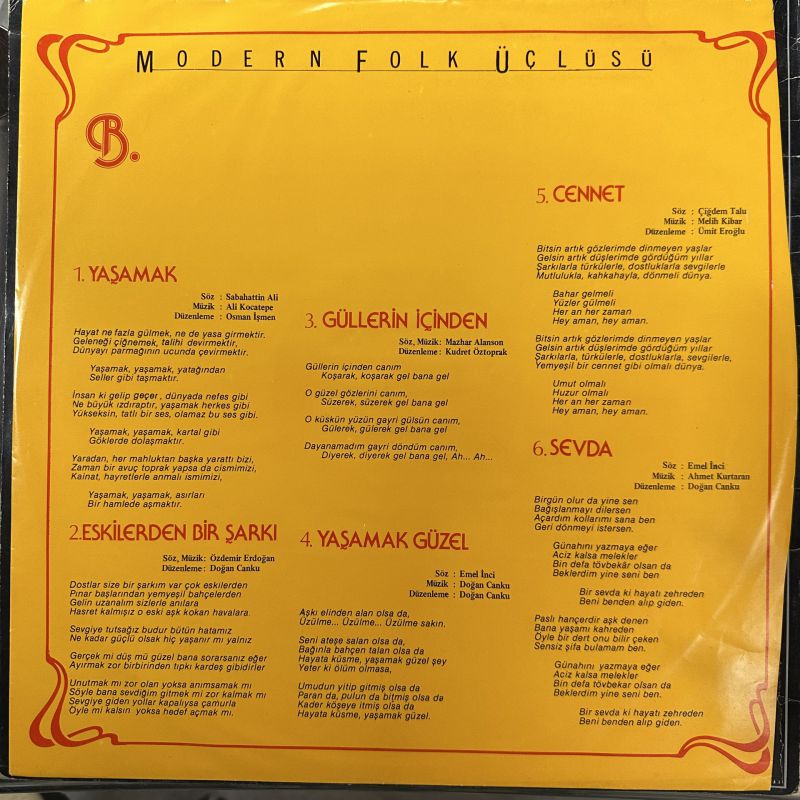 MODERN FOLK ÜÇLÜSÜ
B.
1. YAŞAMAK
Söz : Sabahattin Ali
Müzik : Ali Kocatepe
Düzenleme : Osman İşmen
Hayat ne fazla gülmek, ne de yasa girmektir.
Geleneği çiğnemek, talihi devirmektir,
Dünyayı parmağının ucunda çevirmektir.
Yaşamak, yaşamak, yatağından
Seller gibi taşmaktır.
İnsan ki gelip geçer, dünyada nefes gibi
Ne büyük ızdıraptır, yaşamak herkes gibi
Yükseksin, tatlı bir ses, olamaz bu ses gibi.
Yaşamak, yaşamak, kartal gibi
Göklerde dolaşmaktır.
Yaradan, her mahluktan başka yarattı bizi,
Zaman bir avuç toprak yapsa da cismimizi,
Kainat, hayretlerle anmalı ismimizi,
Yaşamak, yaşamak, asırları
Bir hamlede aşmaktır.
2.ESKİLERDEN BİR ŞARKI
Söz, Müzik: Özdemir Erdoğan
Düzenleme: Doğan Canku
Dostlar size bir şarkım var çok eskilerden
Pınar başlarından yemyeşil bahçelerden
Gelin uzanalım sizlerle anılara
Hasret kalmışız o eski aşk kokan havalara.
Sevgiye tutsağız budur bütün hatamız
Ne kadar güçlü olsak hiç yaşanır mı yalnız
Gerçek mi düş mü güzel bana sorarsanız eğer
Ayırmak zor birbirinden tıpkı kardeş gibidirler
Unutmak mı zor olan yoksa anımsamak mı
Söyle bana sevdiğim gitmek mi zor kalmak mı
Sevgiye giden yollar kapalıysa çamurla
Öyle mi kalsın yoksa hedef açmak mı.
3. GÜLLERİN İÇİNDEN
Söz, Müzik: Mazhar Alanson
Düzenleme: Kudret Öztoprak
Güllerin içinden canım
Koşarak, koşarak gel bana gel
O güzel gözlerini canım,
Süzerek, süzerek gel bana gel
O küskün yüzün gayri gülsün canım,
Gülerek, gülerek gel bana gel
Dayanamadım gayri döndüm canım,
Diyerek, diyerek bana gel, Ah... Ah...
4. YAŞAMAK GÜZEL
Söz : Emel İnci
Müzik : Doğan Canku
Düzenleme : Doğan Canku
Aşkı elinden alan olsa da,
Üzülme... Üzülme... Üzülme sakın.
Seni ateşe salan olsa da,
Bağınla bahçen talan olsa da
Hayata küsme, yaşamak güzel şey
Yeter ki ölüm olmasa,
Umudun yitip gitmiş olsa da
Paran da, pulun da bitmiş olsa da
Kader köşeye itmiş olsa da
Hayata küsme, yaşamak güzel.
5. CENNET
Söz : Çiğdem Talu
Müzik : Melih Kibar
Düzenleme : Ümit Eroğlu
Bitsin artık gözlerimde dinmeyen yaşlar
Gelsin artık düşlerimde gördüğüm yıllar
Şarkılarla türkülerle, dostluklarla sevgilerle
Mutlulukla, kahkahayla, dönmeli dünya.
Bahar gelmeli
Yüzler gülmeli
Her an her zaman
Hey aman, hey aman.
Bitsin artık gözlerimde dinmeyen yaşlar
Gelsin artık düşlerimde gördüğüm yıllar
Şarkılarla, türkülerle, dostluklarla, sevgilerle,
Yemyeşil bir cennet gibi olmalı dünya.
Umut olmalı
Huzur olmalı
Her an her zaman
Hey aman, hey aman.
6. SEVDA
Söz : Emel İnci
Müzik : Ahmet Kurtaran
Düzenleme : Doğan Canku
Birgün olur da yine sen
Bağışlanmayı dilersen
Açardım kollarımı sana ben
Geri dönmeyi istersen.
Günahını yazmaya eğer
Aciz kalsa melekler
Bin defa tövbekâr olsan da
Beklerdim yine seni ben
Bir sevda ki hayatı zehreden
Beni benden alıp giden.
Paslı hançerdir aşk denen
Bana yaşamı kahreden
Öyle bir dert onu bilir çeken
Sensiz şifa bulamam ben.
Günahını yazmaya eğer
Aciz kalsa melekler
Bin defa tövbekar olsan da
Beklerdim yine seni ben.
Bir sevda ki hayatı zehreden
Beni benden alıp giden.